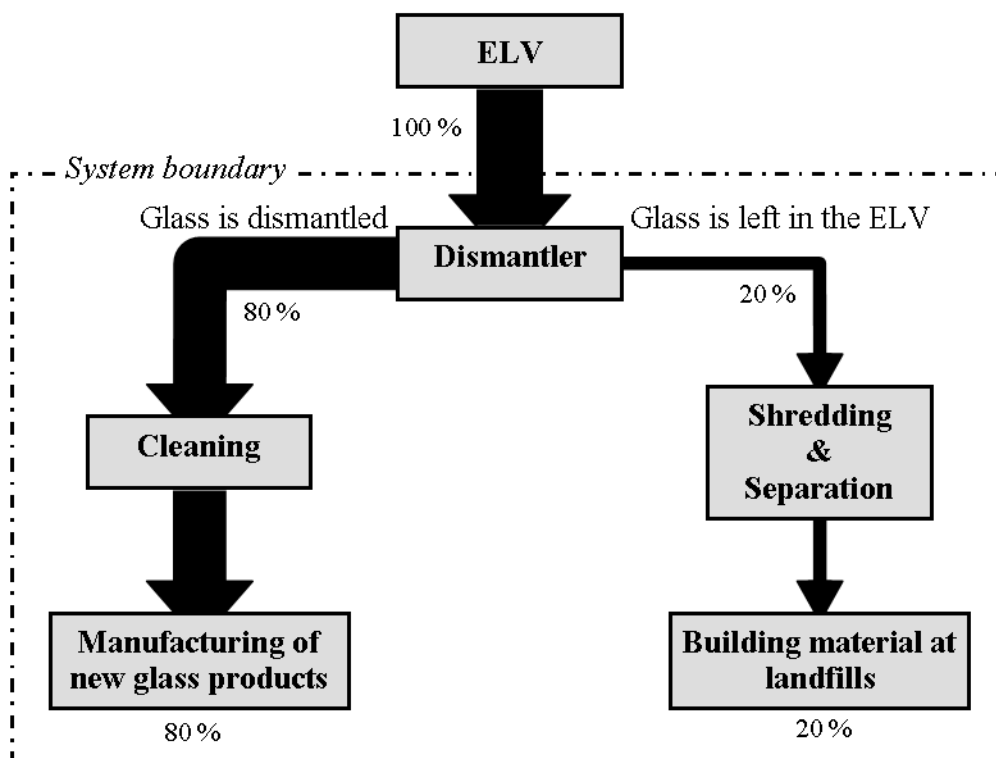 ELV
100 %
System boundary
Glass is dismantled
Glass is left in the ELV
Dismantler
80 %
20 %
Cleaning
Shredding
&
Separation
Manufacturing of
new glass products
Building material at
landfills
80 %
20 %